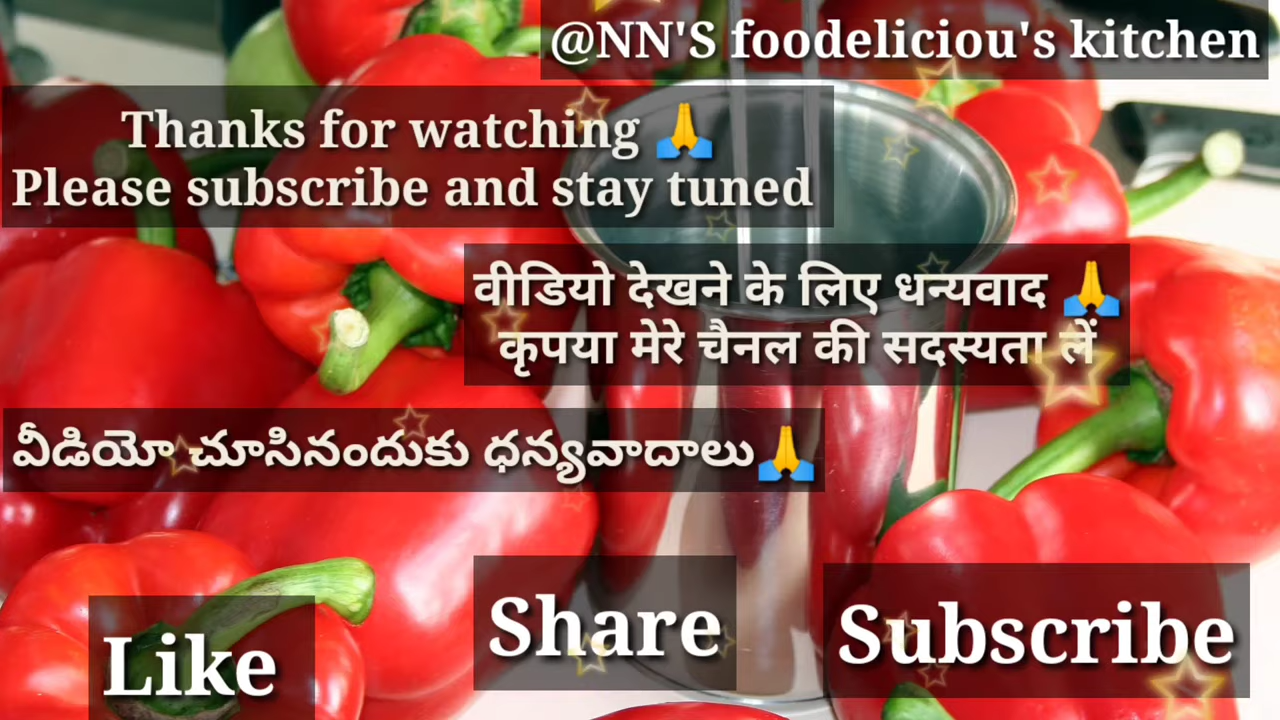 @NN'S foodeliciou's kitchen
Thanks for watching 🙏
Please subscribe and stay tuned
वीडियो देखने के लिए धन्यवाद 🙏
कृपया मेरे चैनल की सदस्यता लें
వీడియో చూసినందుకు ధన్యవాదాలు🙏
Like
Share
Subscribe